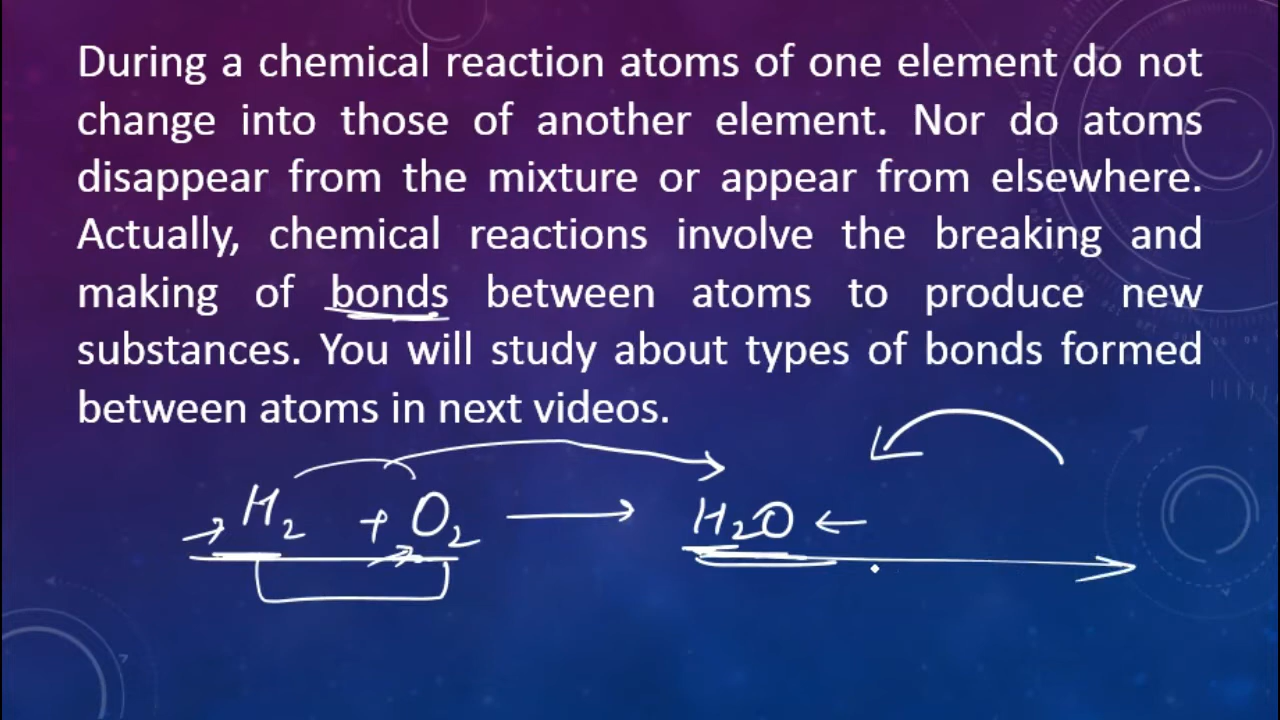 During a chemical reaction atoms of one element do not
change into those of another element. Nor do atoms
disappear from the mixture or appear from elsewhere.
Actually, chemical reactions involve the breaking and
making of bonds between atoms to produce new
substances. You will study about types of bonds formed
between atoms in next videos.
H₂ + O₂ → H₂O ←